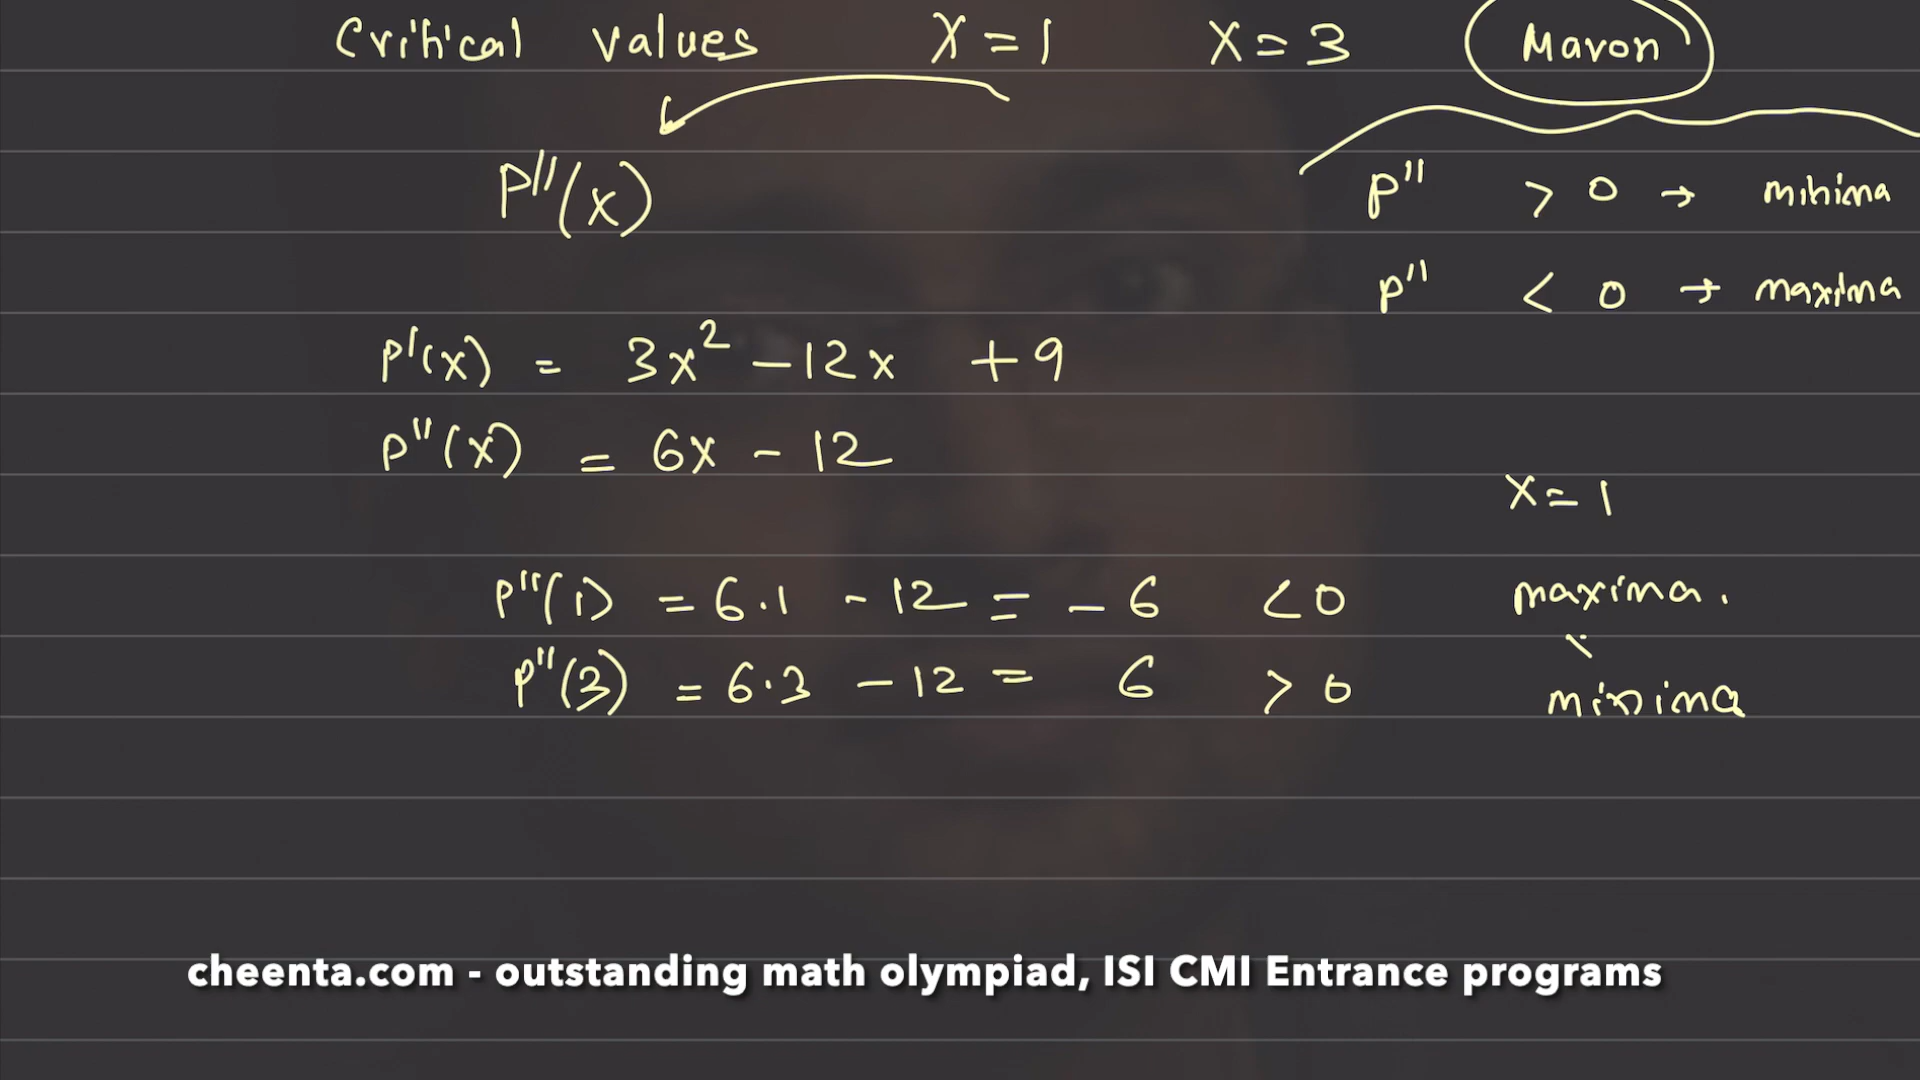 Critical values X = 1 X = 3 Maron
P''(x)
P'' > 0 → minima
P'' < 0 → maxima
P'(x) = 3x² - 12x + 9
P''(x) = 6x - 12
X = 1
P''(1) = 6.1 - 12 = - 6 < 0 maxima.
P''(3) = 6.3 - 12 = 6 > 0 minima
cheenta.com - outstanding math olympiad, ISI CMI Entrance programs